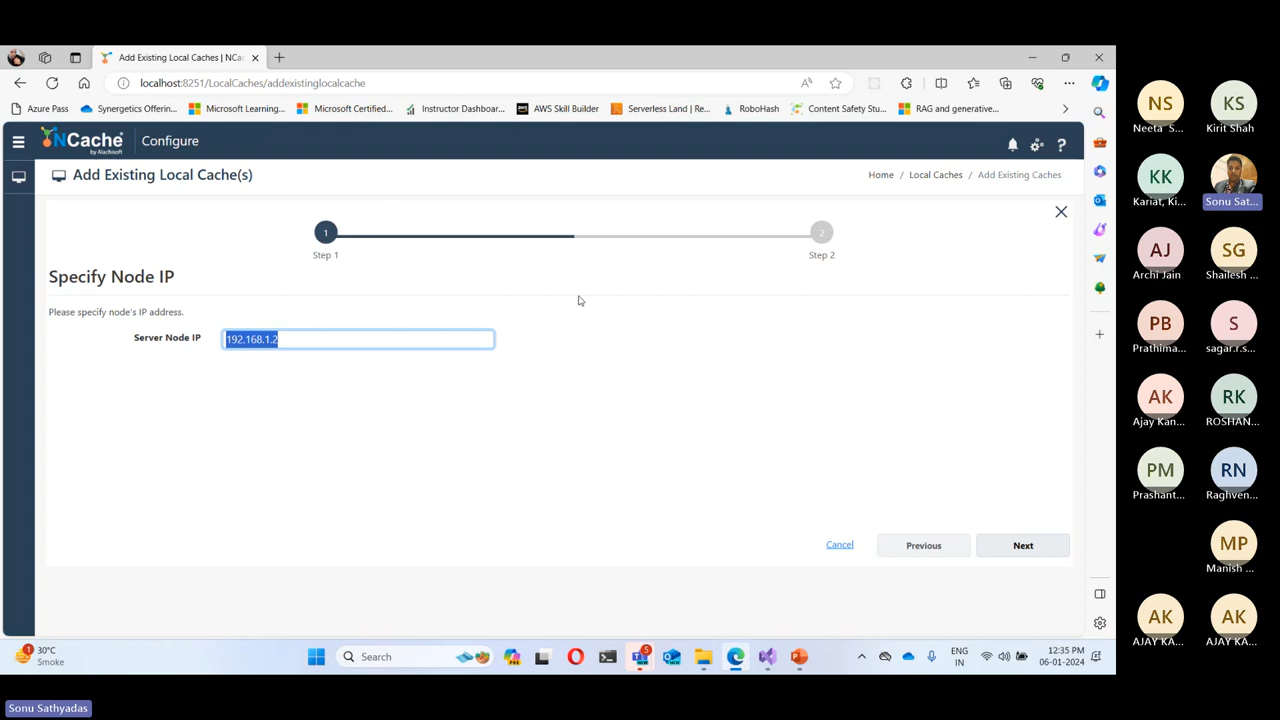 Add Existing Local Caches | NCa
localhost:8251/LocalCaches/addexistinglocalcache
Azure Pass
Synergetics Offerin...
Microsoft Learning...
Microsoft Certified...
Instructor Dashboar...
AWS Skill Builder
Serverless Land | Re...
RoboHash
Content Safety Stu...
RAG and generative...
NCache
by Alachisoft
Configure
Add Existing Local Cache(s)
Home / Local Caches / Add Existing Caches
1
2
Step 1
Step 2
Specify Node IP
Please specify node's IP address.
Server Node IP
192.168.1.2
Cancel
Previous
Next
1
30°C
Smoke
Search
5
ENG
IN
12:35 PM
06-01-2024
NS
Neeta S...
KS
Kirit Shah
KK
Kariat, Ki...
Sonu Sat...
AJ
Archi Jain
SG
Shailesh ...
PB
Prathima...
S
sagar.r.s...
AK
Ajay Kan...
RK
ROSHAN...
PM
Prashant...
RN
Raghven...
MP
Manish ...
AK
AJAY KA...
AK
AJAY KA...
Sonu Sathyadas